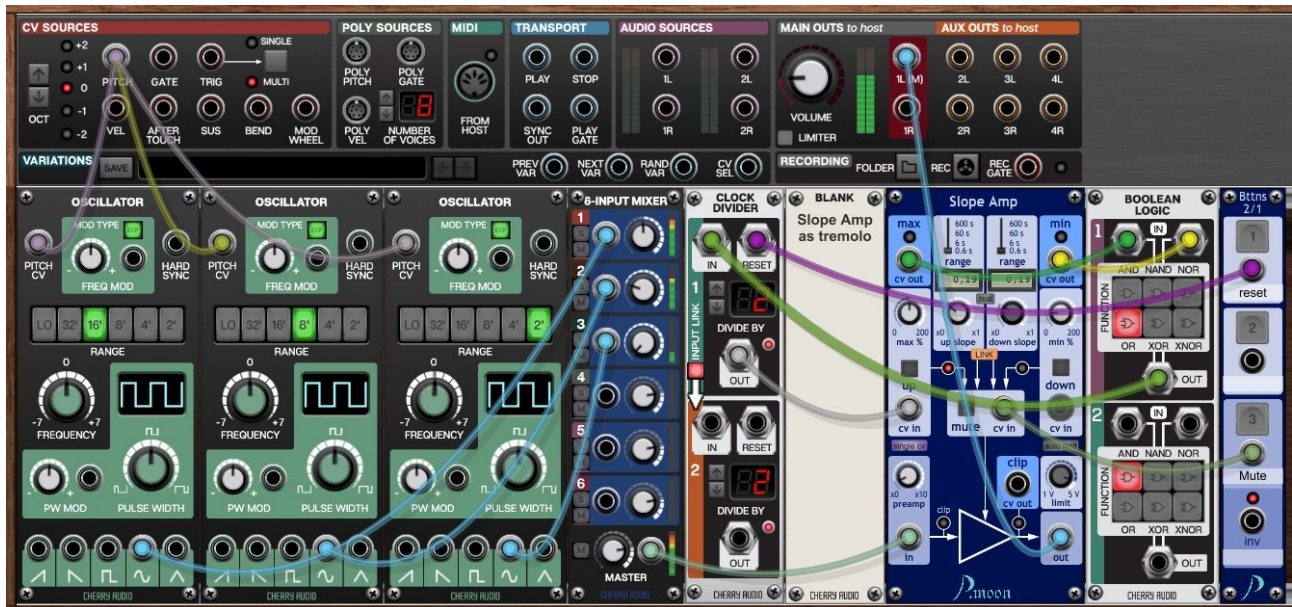 CV SOURCES
+2
+1
0
-1
-2
OCT
PITCH
GATE
TRIG
SINGLE
MULTI
VEL
AFTER TOUCH
SUS
BEND
MOD WHEEL
POLY SOURCES
POLY PITCH
POLY GATE
POLY VEL
8
NUMBER OF VOICES
MIDI
FROM HOST
TRANSPORT
PLAY
STOP
SYNC OUT
PLAY GATE
AUDIO SOURCES
1L
2L
1R
2R
MAIN OUTS to host
VOLUME
LIMITER
1L (M)
1R
AUX OUTS to host
2L
3L
4L
2R
3R
4R
VARIATIONS
SAVE
PREV VAR
NEXT VAR
RAND VAR
CV SEL
RECORDING
FOLDER
REC
REC GATE
OSCILLATOR
MOD TYPE
EXP
PITCH CV
FREQ MOD
HARD SYNC
LO
32'
16'
8'
4'
2'
RANGE
0
-7
+7
FREQUENCY
PW MOD
PULSE WIDTH
CHERRY AUDIO
OSCILLATOR
MOD TYPE
EXP
PITCH CV
FREQ MOD
HARD SYNC
LO
32'
16'
8'
4'
2'
RANGE
0
-7
+7
FREQUENCY
PW MOD
PULSE WIDTH
CHERRY AUDIO
OSCILLATOR
MOD TYPE
EXP
PITCH CV
FREQ MOD
HARD SYNC
LO
32'
16'
8'
4'
2'
RANGE
0
-7
+7
FREQUENCY
PW MOD
PULSE WIDTH
CHERRY AUDIO
6-INPUT MIXER
1
S
M
2
S
M
3
S
M
4
S
M
5
S
M
6
S
M
M
MASTER
CHERRY AUDIO
CLOCK DIVIDER
IN
RESET
1
INPUT LINK
2
DIVIDE BY
OUT
IN
RESET
2
2
DIVIDE BY
OUT
CHERRY AUDIO
BLANK
Slope Amp
as tremolo
CHERRY AUDIO
Slope Amp
max
600 s
60 s
6 s
0.6 s
range
600 s
60 s
6 s
0.6 s
range
min
cv out
0,19
0,19
cv out
real
0
200
max %
x0
x1
up slope
x0
x1
down slope
0
200
min %
LINK
up
down
cv in
mute
cv in
cv in
single cv
auto limit
x0
x10
preamp
clip
cv out
1 V
5 V
limit
clip
in
out
P.moon
BOOLEAN LOGIC
1
IN
AND
NAND
NOR
FUNCTION
OR
XOR
XNOR
OUT
2
IN
AND
NAND
NOR
FUNCTION
OR
XOR
XNOR
OUT
CHERRY AUDIO
Bttns
2/1
1
reset
2
3
Mute
inv
P